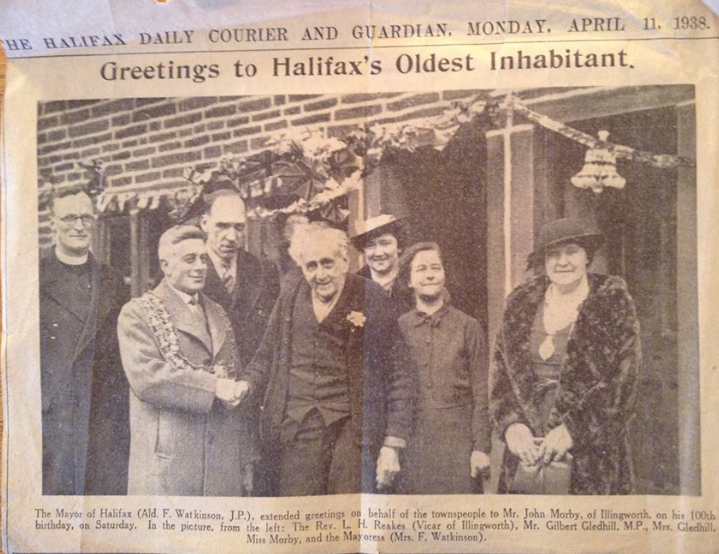 THE HALIFAX DAILY COURIER AND GUARDIAN, MONDAY, APRIL 11, 1938.
Greetings to Halifax's Oldest Inhabitant.
The Mayor of Halifax (Ald. F. Watkinson, J.P.), extended greetings on behalf of the townspeople to Mr. John Morby, of Illingworth, on his 100th
birthday, on Saturday. In the picture, from the left: The Rev. L. H. Reakes (Vicar of Illingworth), Mr. Gilbert Gledhill, M.P., Mrs. Gledhill,
Miss Morby, and the Mayoress (Mrs. F. Watkinson).